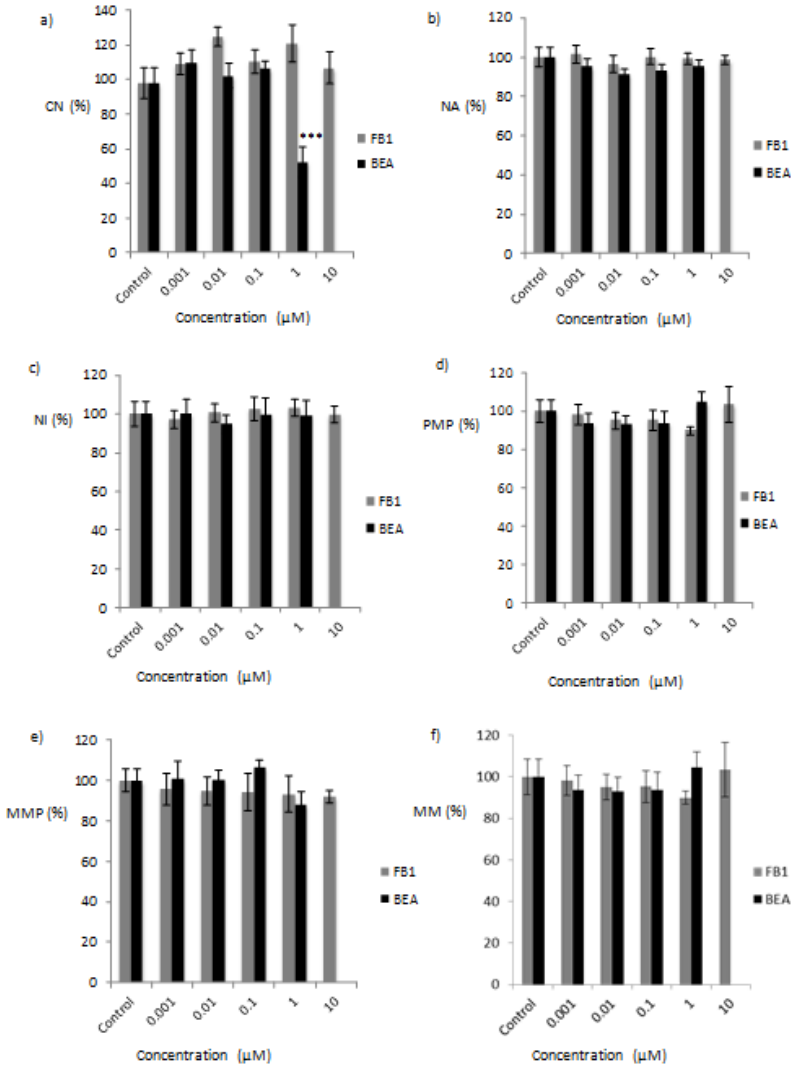 a)
140
120
100
80
60
40
20
0
CN (%)
***
FB1
BEA
Control
0.001
0.01
0.1
1
10
Concentration (μM)
b)
120
100
80
60
40
20
0
NA (%)
FB1
BEA
Control
0.001
0.01
0.1
1
10
Concentration (μM)
c)
120
100
80
60
40
20
0
NI (%)
FB1
BEA
Control
0.001
0.01
0.1
1
10
Concentration (μM)
d)
120
100
80
60
40
20
0
PMP (%)
FB1
BEA
Control
0.001
0.01
0.1
1
10
Concentration (μM)
e)
120
100
80
60
40
20
0
MMP (%)
FB1
BEA
Control
0.001
0.01
0.1
1
10
Concentration (μM)
f)
120
100
80
60
40
20
0
MM (%)
FB1
BEA
Control
0.001
0.01
0.1
1
10
Concentration (μM)